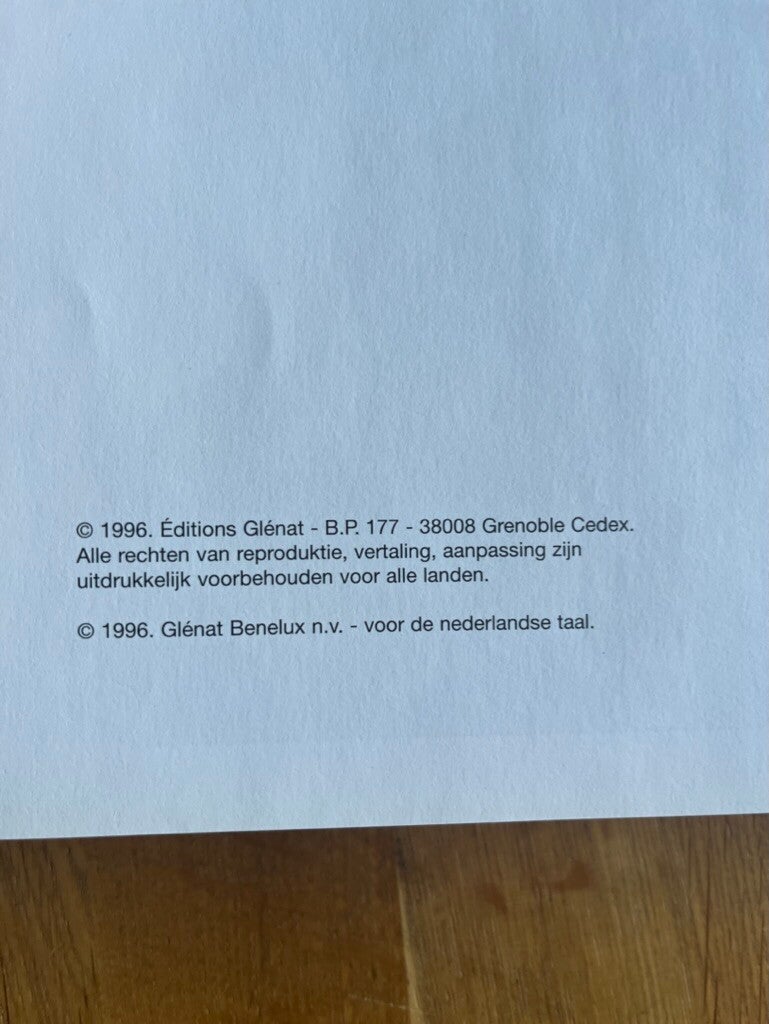 © 1996. Éditions Glénat - B.P. 177 - 38008 Grenoble Cedex.
Alle rechten van reproduktie, vertaling, aanpassing zijn
uitdrukkelijk voorbehouden voor alle landen.
© 1996. Glénat Benelux n.v. - voor de nederlandse taal.